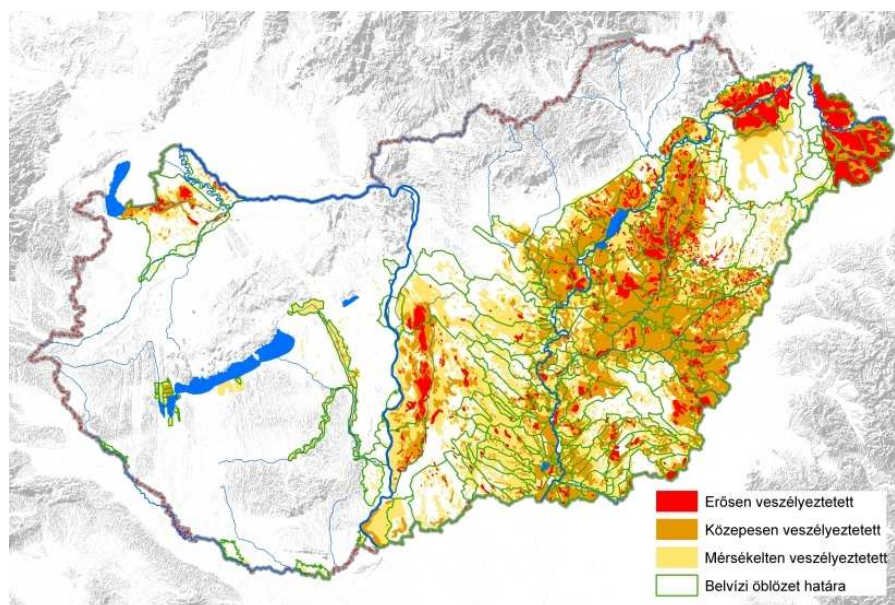 Erősen veszélyeztetett
Közepesen veszélyeztetett
Mérsékelten veszélyeztetett
Belvízi öblözet határa